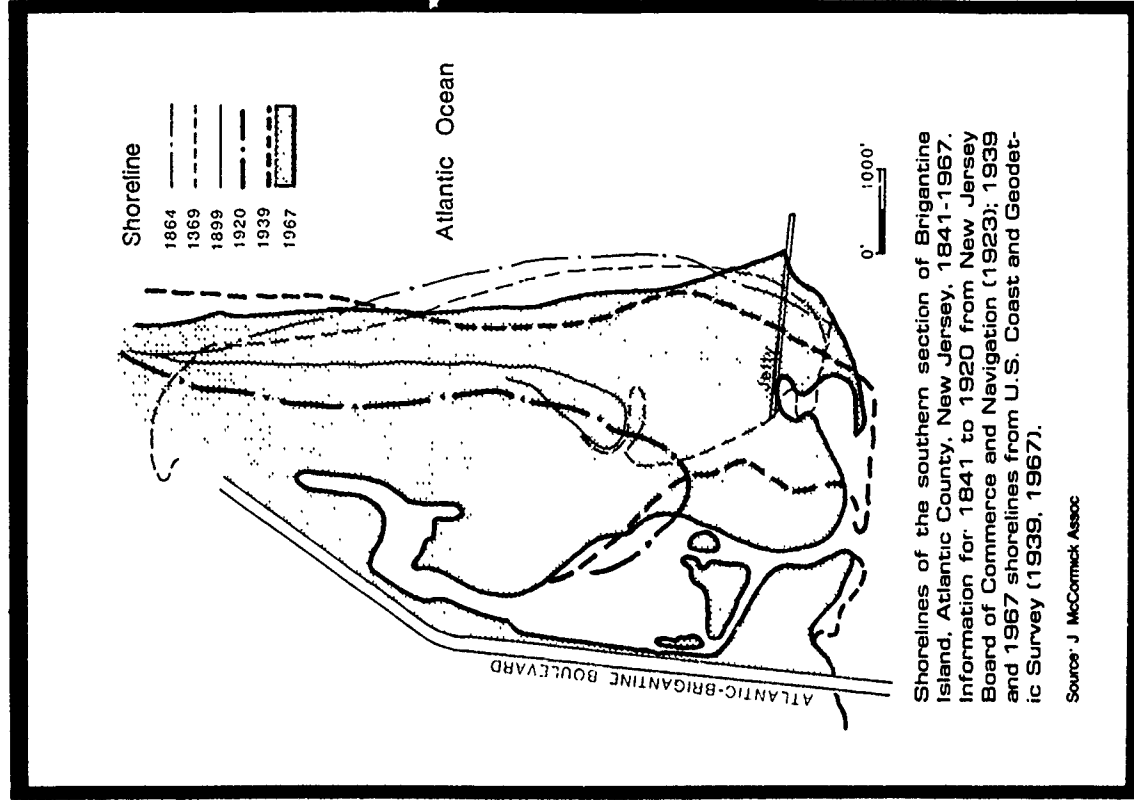 Shoreline
1864
1369
1899
1920
1939
1967
Atlantic Ocean
0' 1000'
Jetty
ATLANTIC-BRIGANTINE BOULEVARD
Shorelines of the southern section of Brigantine
Island, Atlantic County, New Jersey, 1841-1967.
Information for 1841 to 1920 from New Jersey
Board of Commerce and Navigation (1923); 1939
and 1967 shorelines from U.S. Coast and Geodet-
ic Survey (1939, 1967).
Source: J McCormick Assoc